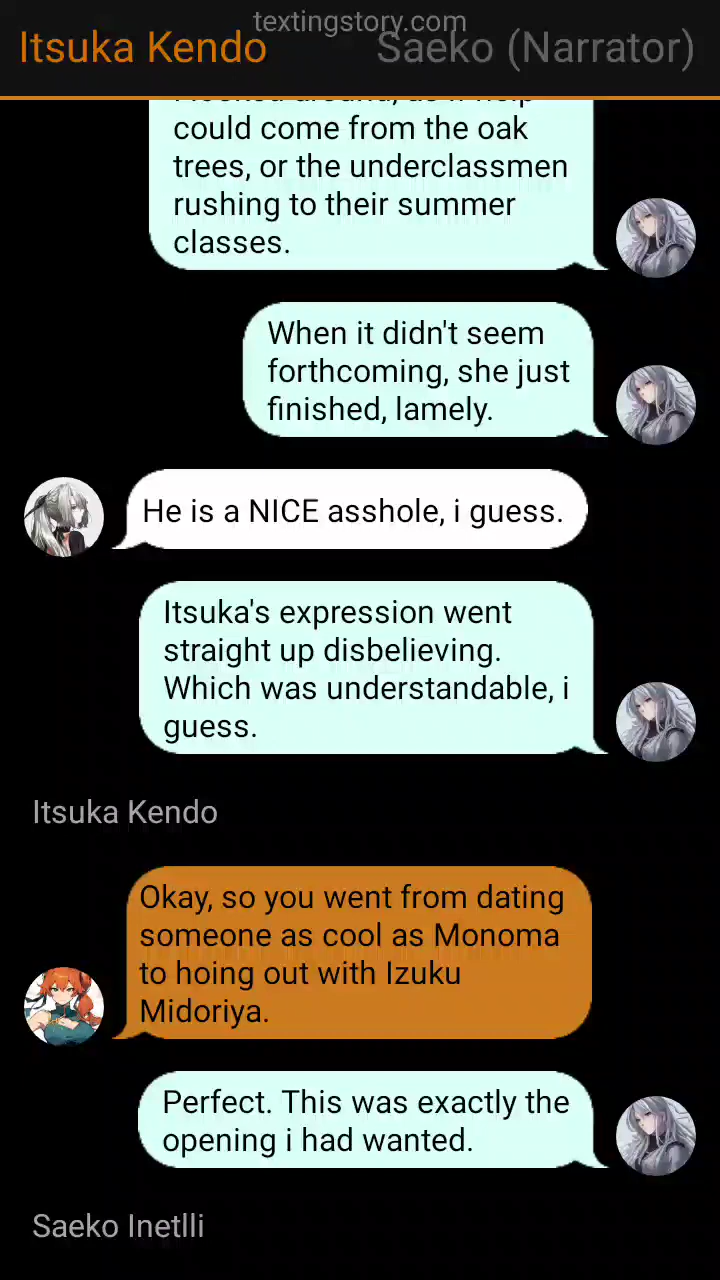 textingstory.com
Itsuka Kendo
Saeko (Narrator)
could come from the oak
trees, or the underclassmen
rushing to their summer
classes.
When it didn't seem
forthcoming, she just
finished, lamely.
He is a NICE asshole, i guess.
Itsuka's expression went
straight up disbelieving.
Which was understandable, i
guess.
Itsuka Kendo
Okay, so you went from dating
someone as cool as Monoma
to hoing out with Izuku
Midoriya.
Perfect. This was exactly the
opening i had wanted.
Saeko Inetlli